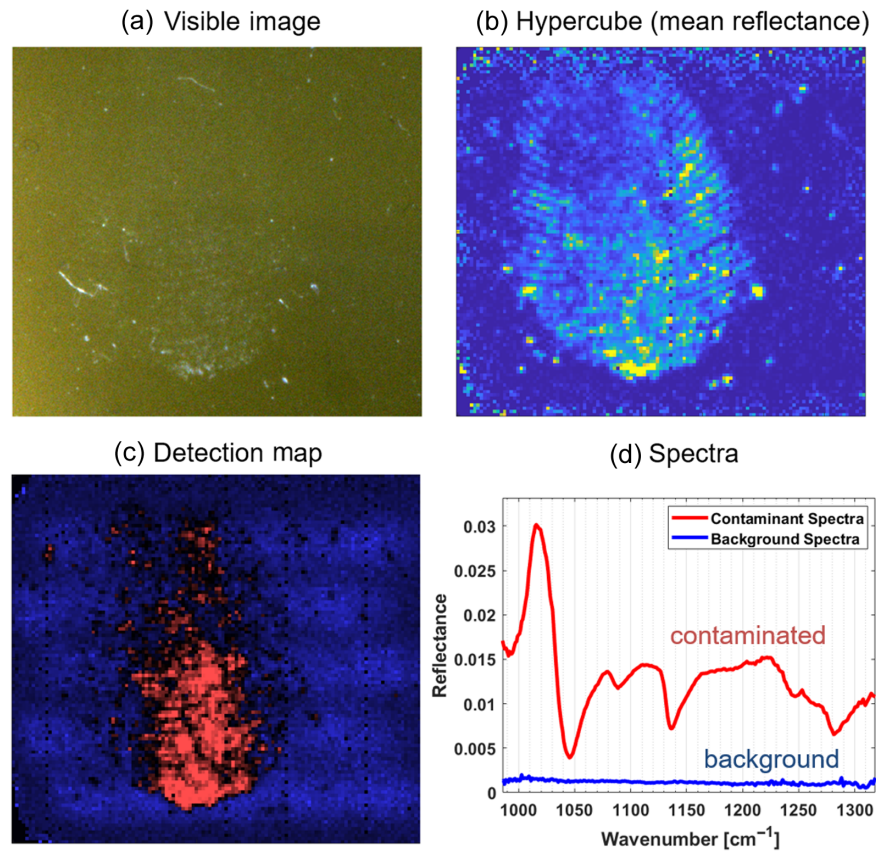 (a) Visible image
(b) Hypercube (mean reflectance)
(c) Detection map
(d) Spectra
0.03
0.025
0.02
0.015
0.01
0.005
0
Reflectance
Contaminant Spectra
Background Spectra
contaminated
background
1000 1050 1100 1150 1200 1250 1300
Wavenumber [cm⁻¹]